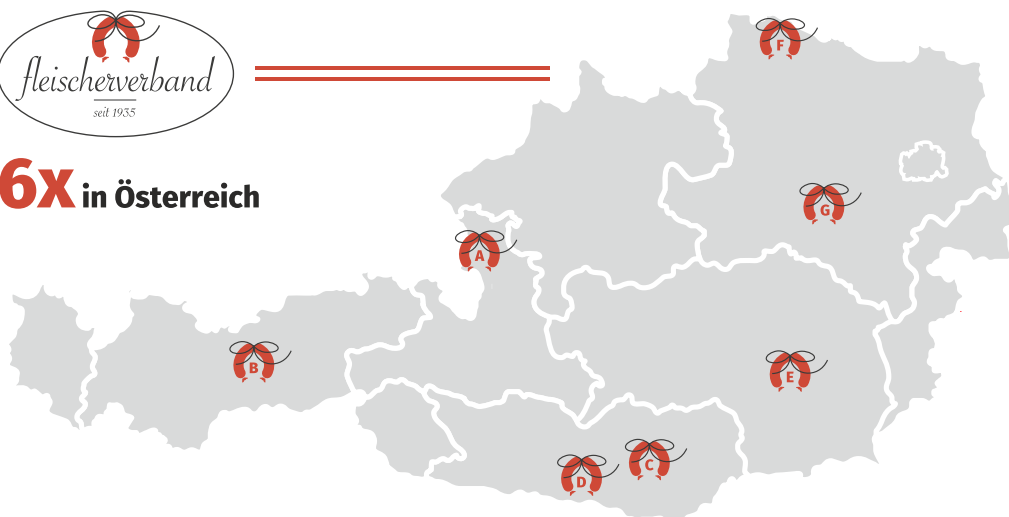 fleischerverband
seit 1935
6x in Österreich
F
G
A
B
E
C
D